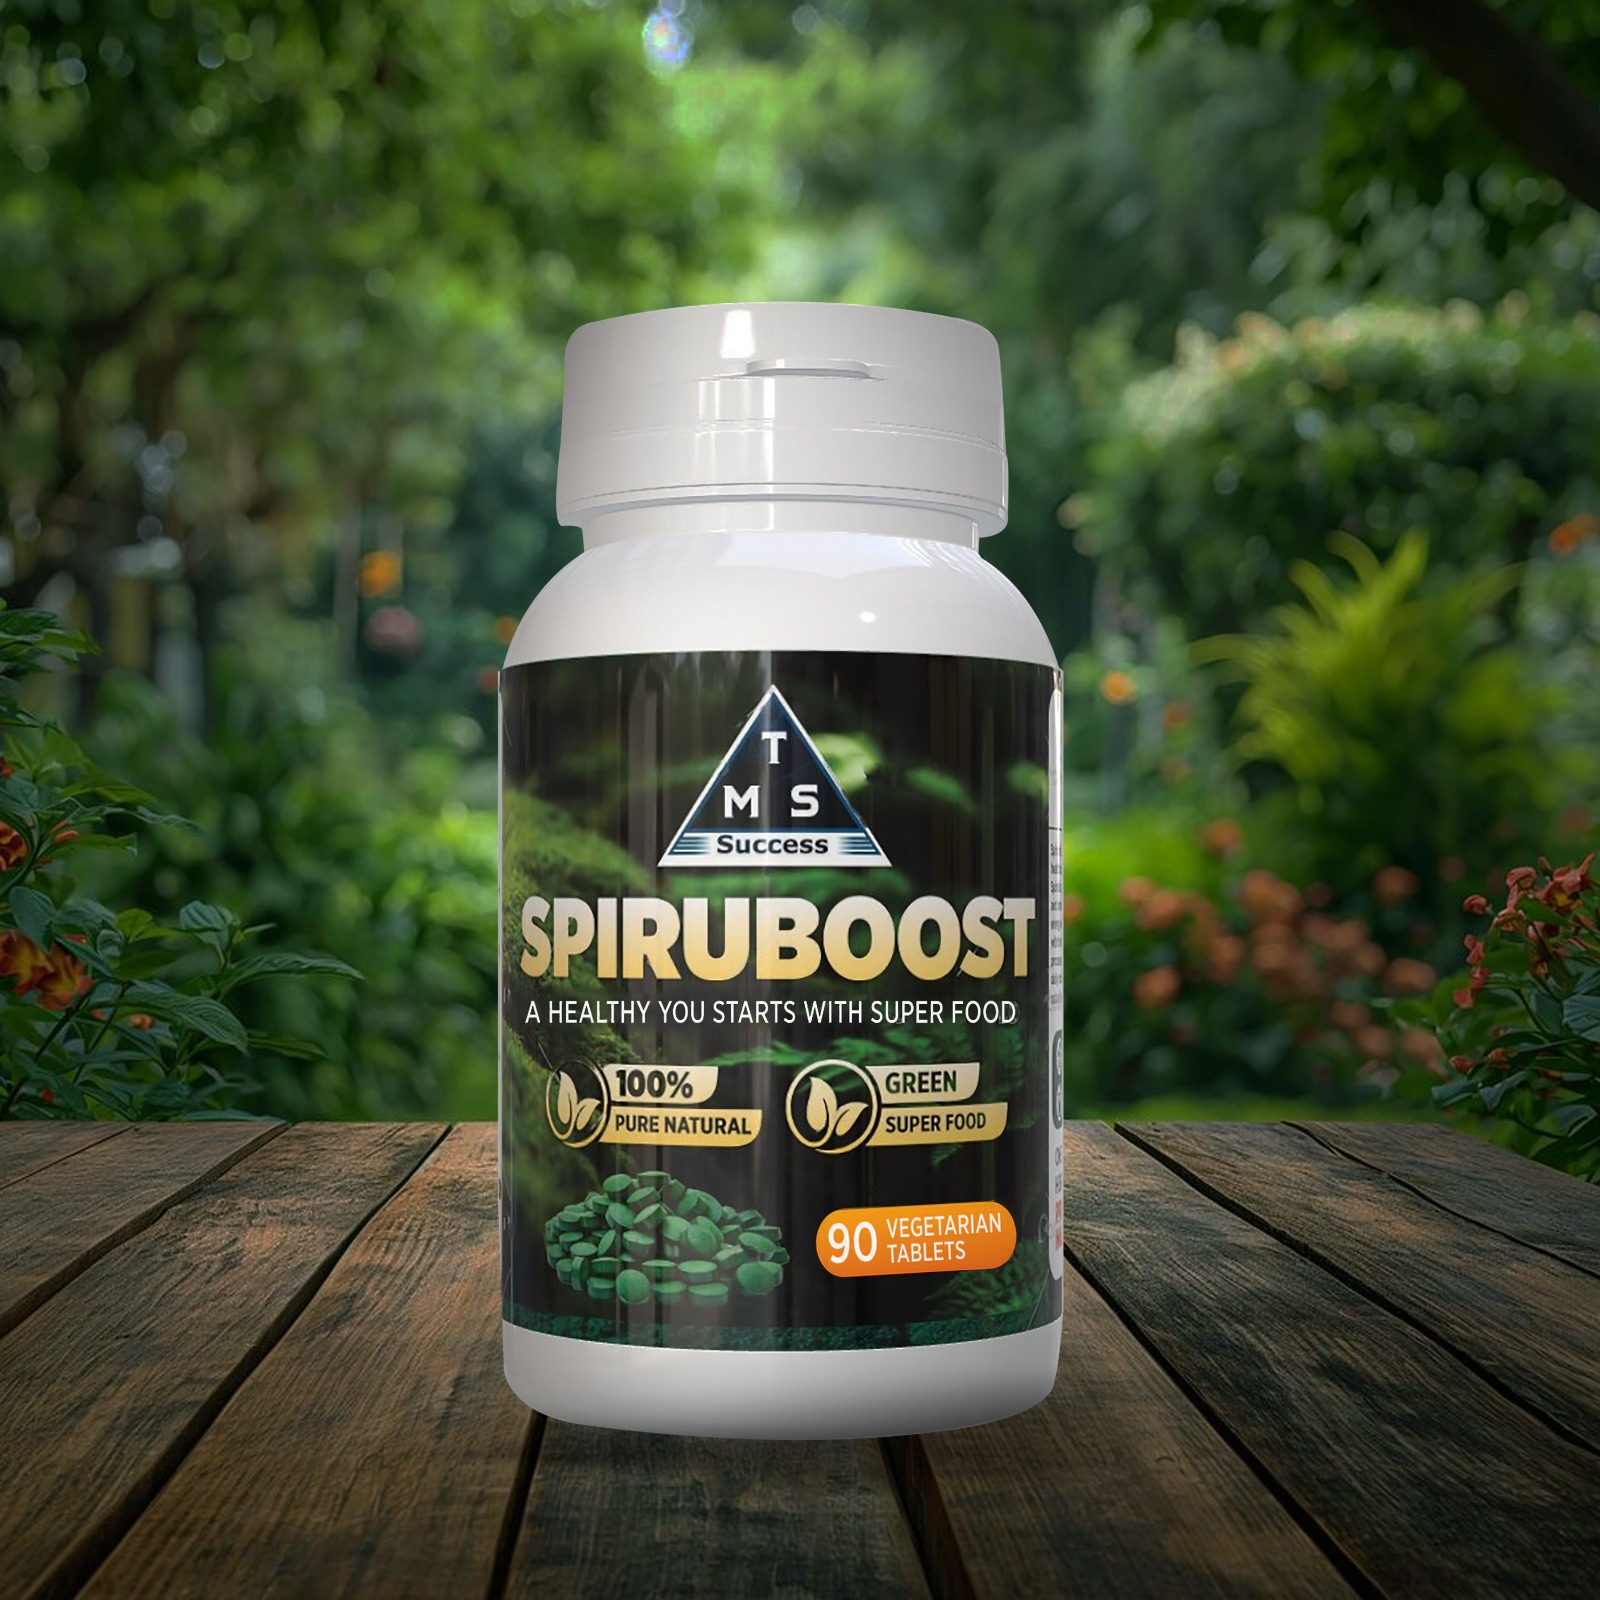 T
M S
Success
SPIRUBOOST
A HEALTHY YOU STARTS WITH SUPER FOOD
100%
PURE NATURAL
GREEN
SUPER FOOD
90 VEGETARIAN
TABLETS